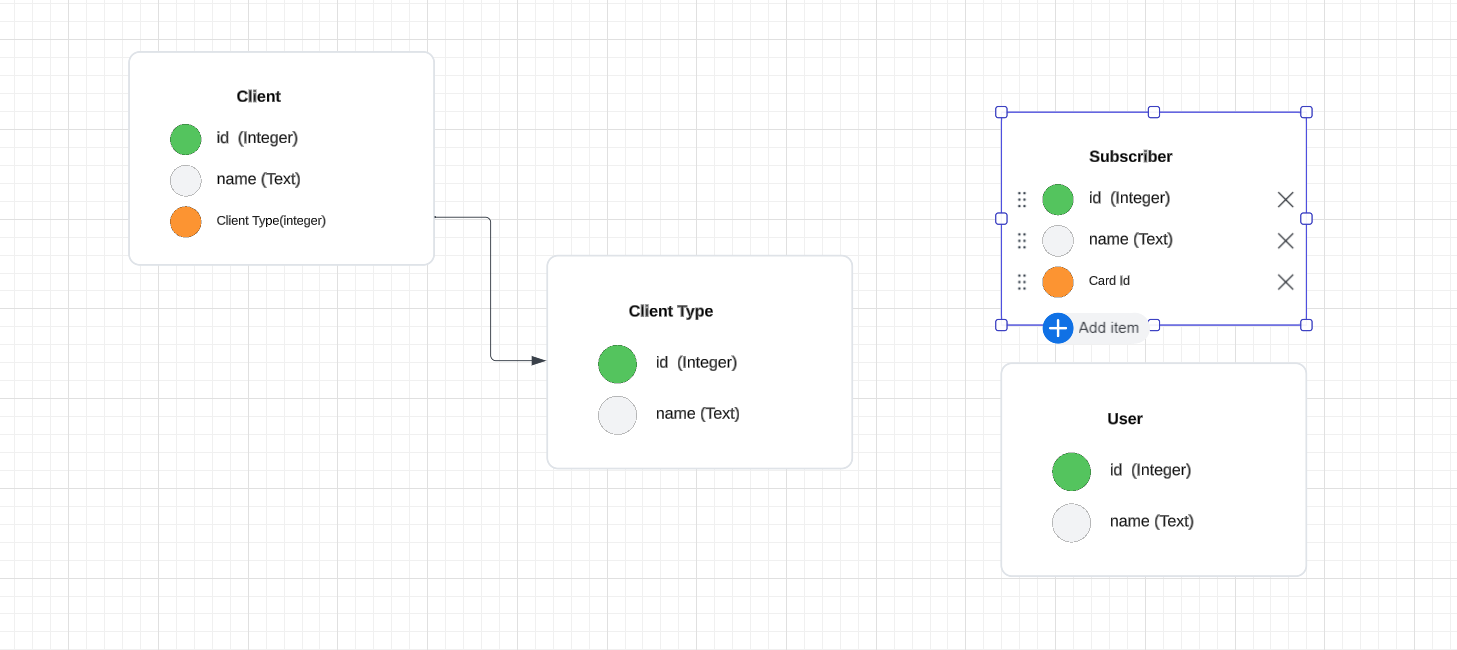 Client
id  (Integer)
name (Text)
Client Type(integer)
Client Type
id  (Integer)
name (Text)
Subscriber
id  (Integer)
name (Text)
Card Id
Add item
User
id  (Integer)
name (Text)